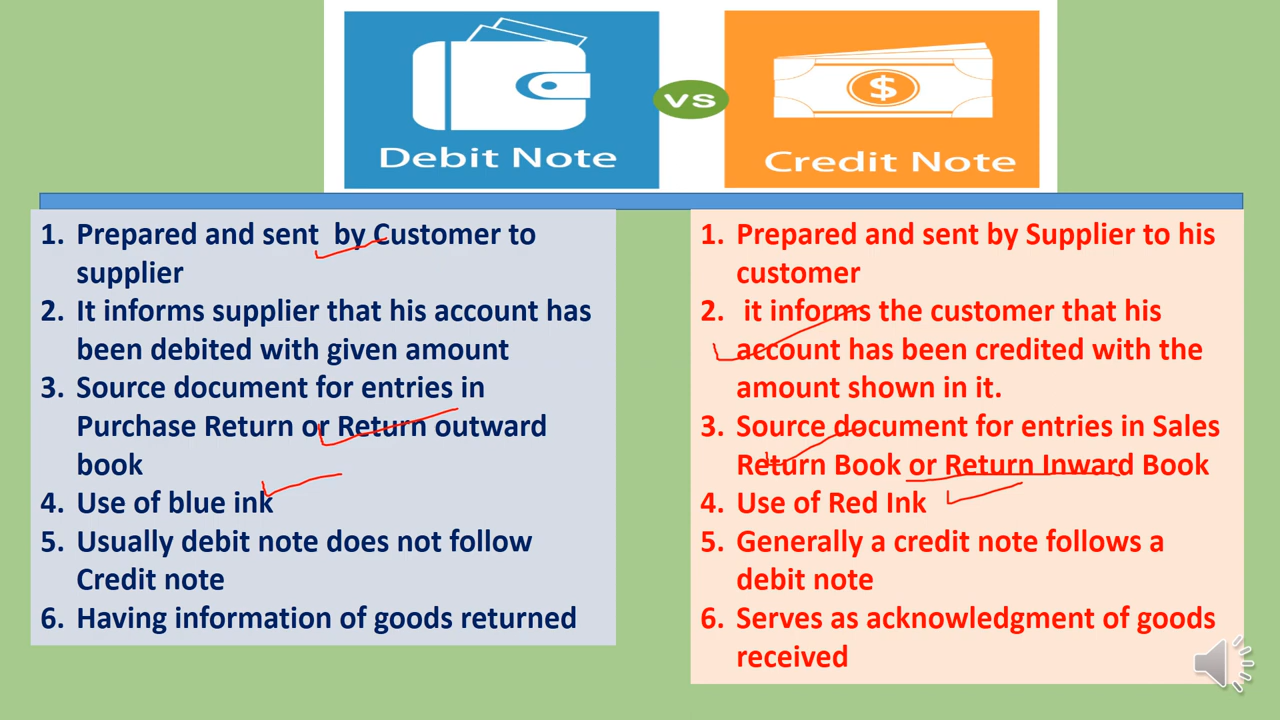 Debit Note
vs
$
Credit Note
1. Prepared and sent by Customer to
supplier
2. It informs supplier that his account has
been debited with given amount
3. Source document for entries in
Purchase Return or Return outward
book
4. Use of blue ink
5. Usually debit note does not follow
Credit note
6. Having information of goods returned
1. Prepared and sent by Supplier to his
customer
2. it informs the customer that his
account has been credited with the
amount shown in it.
3. Source document for entries in Sales
Return Book or Return Inward Book
4. Use of Red Ink
5. Generally a credit note follows a
debit note
6. Serves as acknowledgment of goods
received